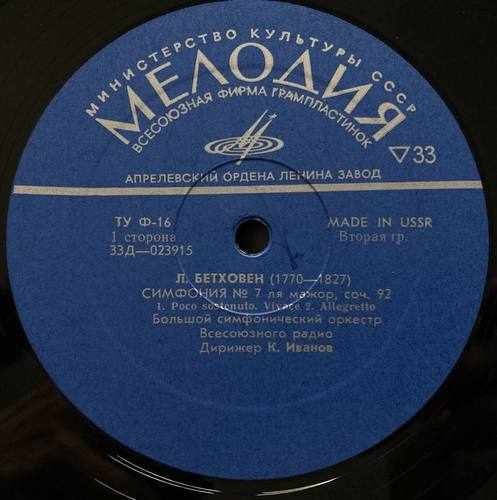 МИНИСТЕРСТВО КУЛЬТУРЫ СССР
МЕЛОДИЯ
ВСЕСОЮЗНАЯ ФИРМА ГРАМПЛАСТИНОК
▽33
АПРЕЛЕВСКИЙ ОРДЕНА ЛЕНИНА ЗАВОД
ТУ Ф-16
MADE IN USSR
1 сторона
Вторая гр.
33Д—023915
Л. БЕТХОВЕН (1770—1827)
СИМФОНИЯ № 7 ля мажор, соч. 92
1. Poco sostenuto. Vivace 2. Allegretto
Большой симфонический оркестр
Всесоюзного радио
Дирижер К. Иванов